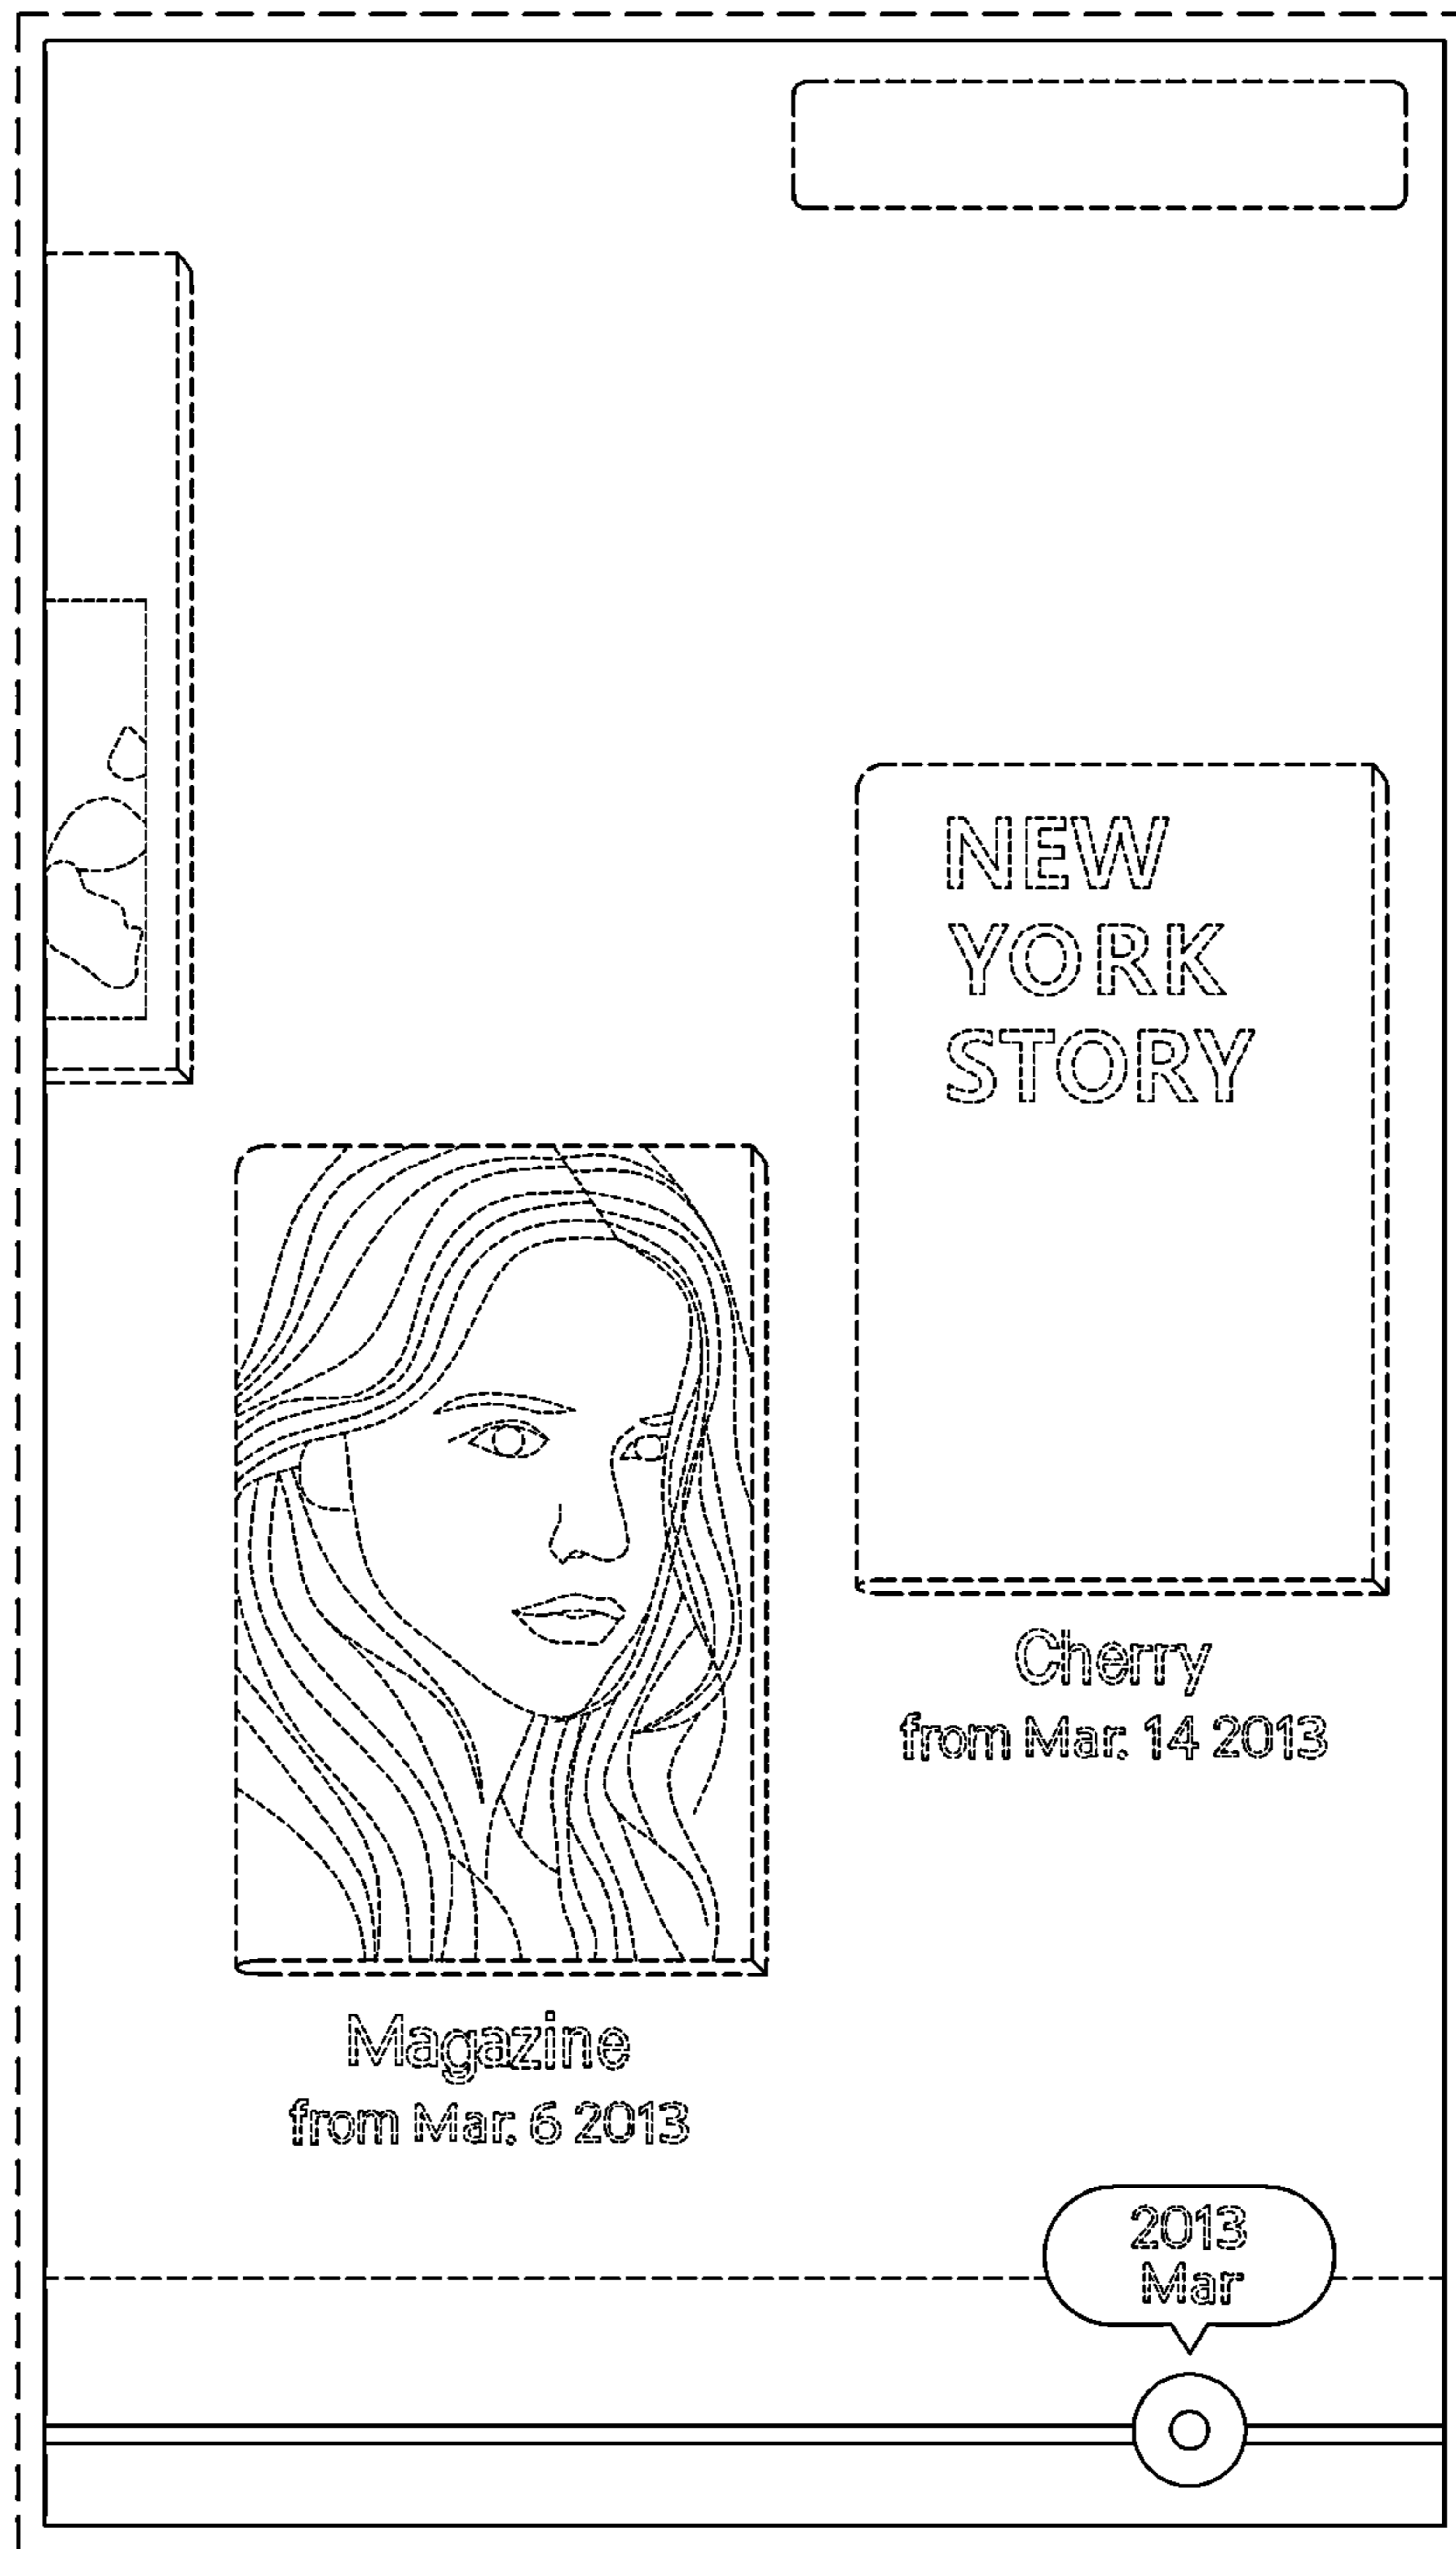 NEW
YORK
STORY
Cherry
from Mar. 14 2013
Magazine
from Mar. 6 2013
2013
Mar